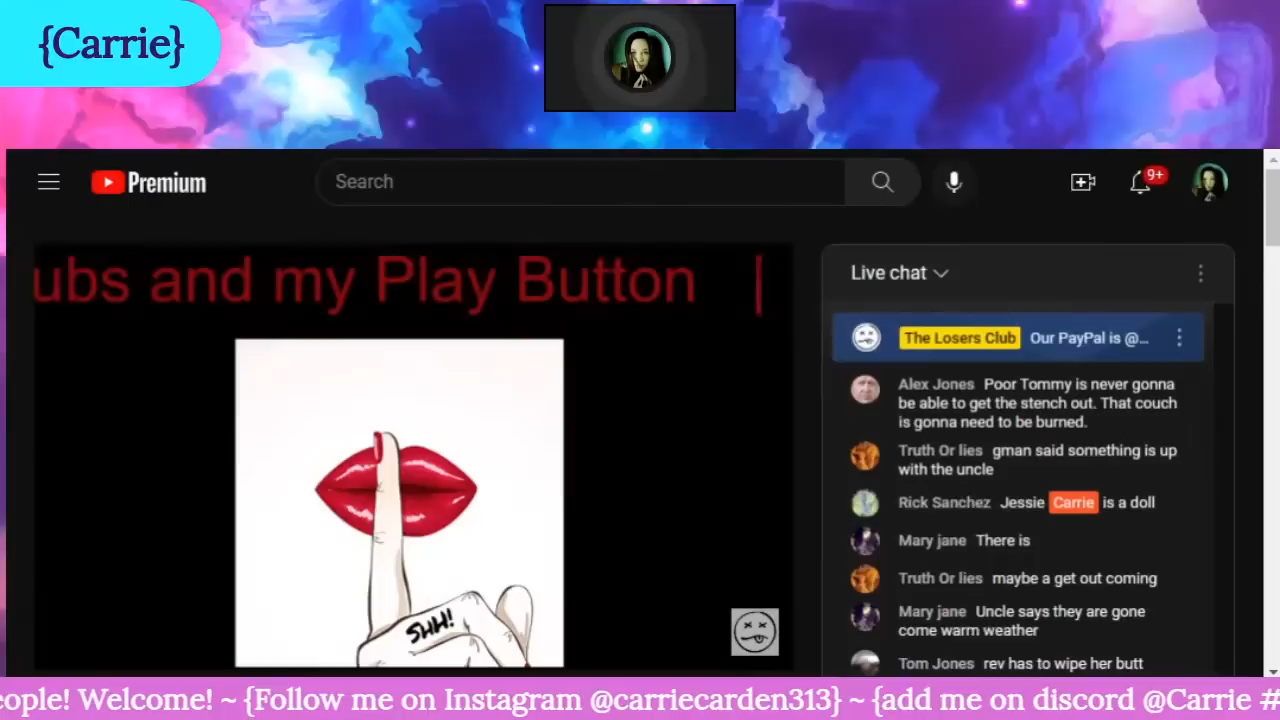 {Carrie}
Premium
Search
9+
ubs and my Play Button |
SHH!
Live chat
The Losers Club Our PayPal is @...
Alex Jones Poor Tommy is never gonna
be able to get the stench out. That couch
is gonna need to be burned.
Truth Or lies gman said something is up
with the uncle
Rick Sanchez Jessie Carrie is a doll
Mary jane There is
Truth Or lies maybe a get out coming
Mary jane Uncle says they are gone
come warm weather
Tom Jones rev has to wipe her butt
eople! Welcome! ~ {Follow me on Instagram @carriecarden313} ~ {add me on discord @Carrie #